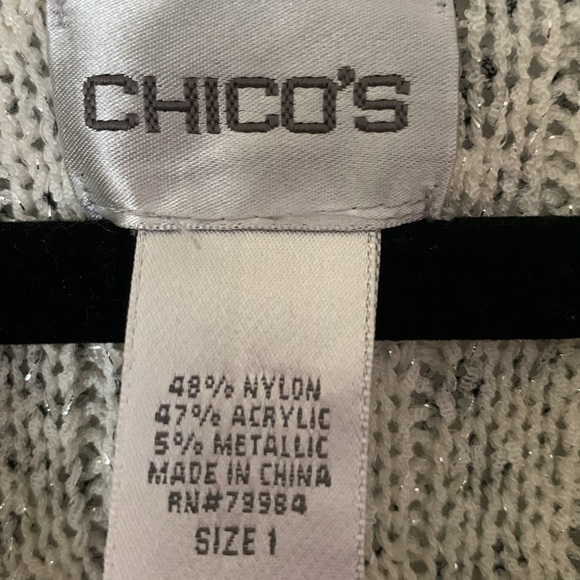 CHICO'S
48% NYLON
47% ACRYLIC
5% METALLIC
MADE IN CHINA
RN#79984
SIZE 1